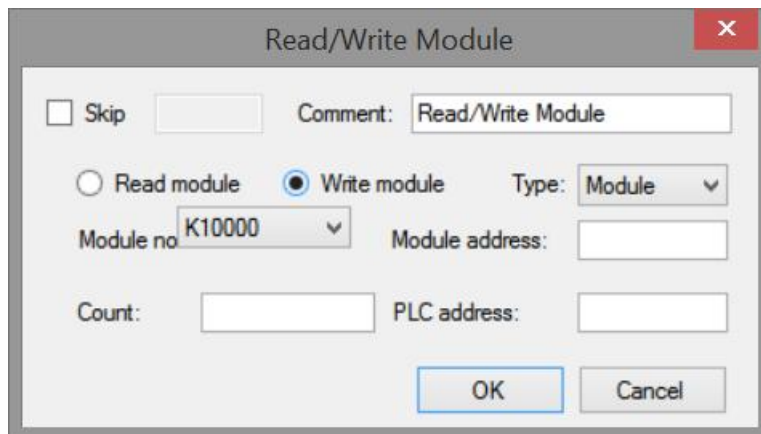 Read/Write Module
Skip Comment: Read/Write Module
Read module Write module Type: Module
Module no K10000 Module address:
Count: PLC address:
OK Cancel